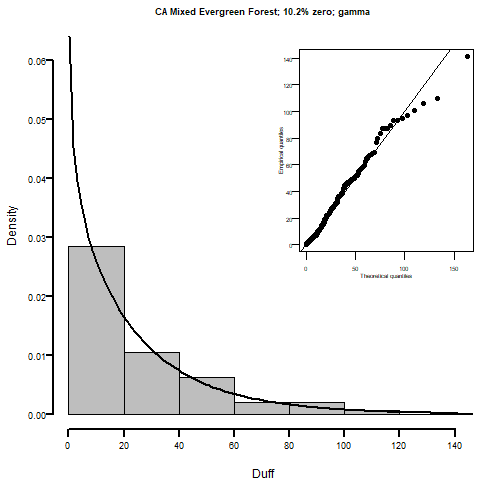 CA Mixed Evergreen Forest; 10.2% zero; gamma
Density
0.06
0.05
0.04
0.03
0.02
0.01
0.00
0 20 40 60 80 100 120 140
Duff
Empirical quantiles
140
120
100
80
60
40
20
0
0 50 100 150
Theoretical quantiles